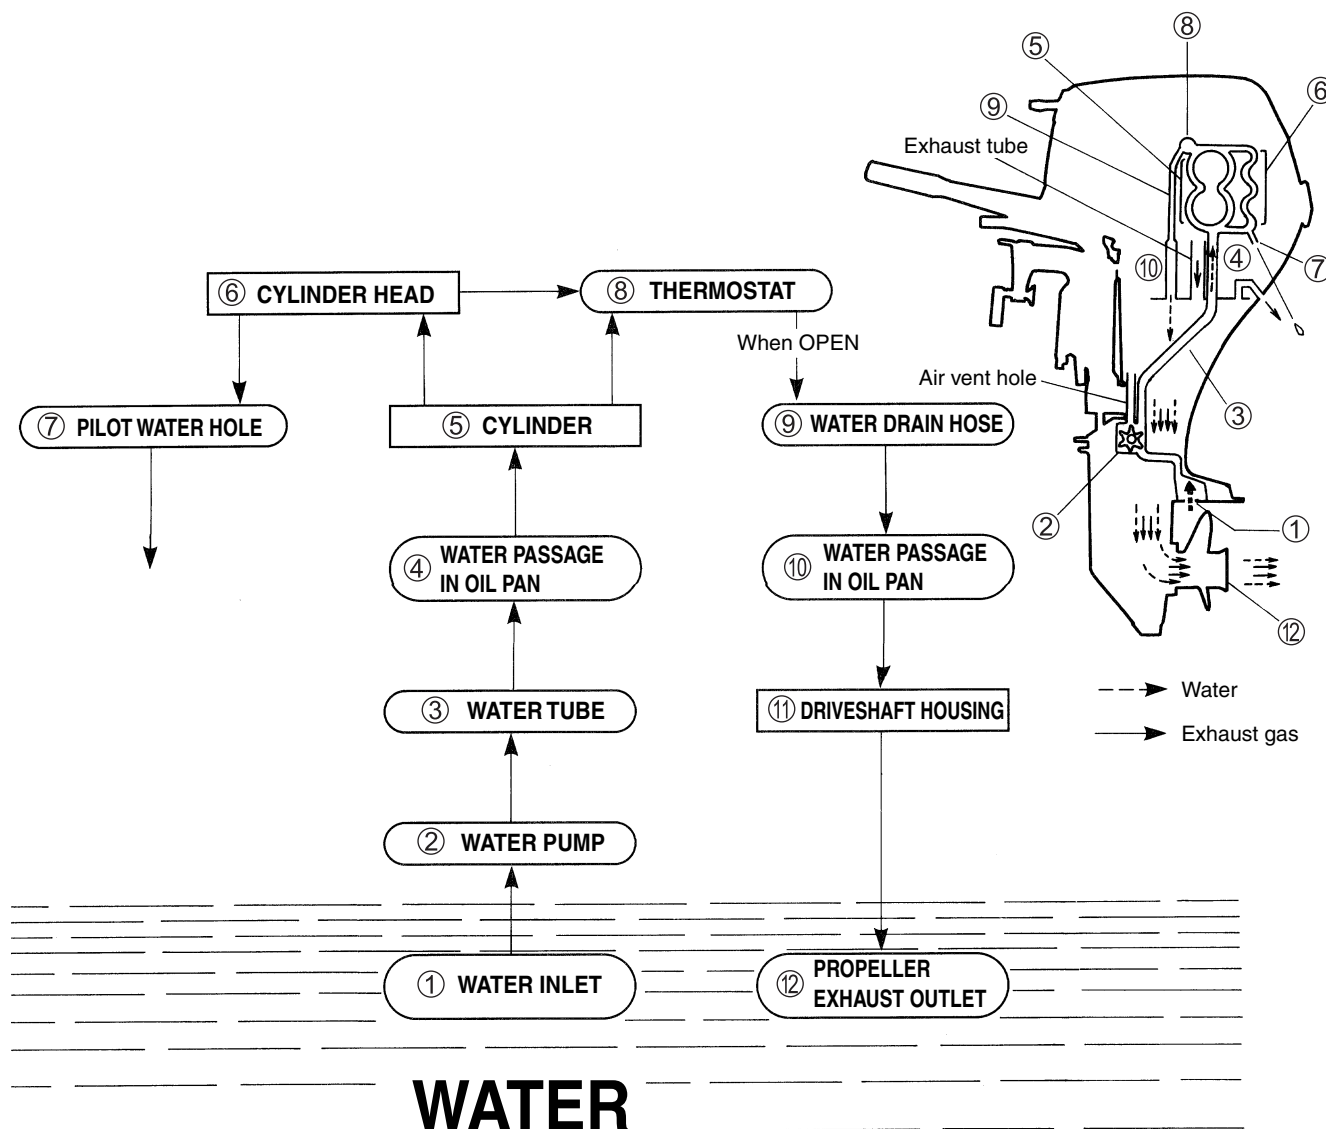 ⑧
⑤
⑥
⑨
Exhaust tube
④
⑩
⑦
⑥ CYLINDER HEAD
⑧ THERMOSTAT
When OPEN
Air vent hole
③
⑦ PILOT WATER HOLE
⑤ CYLINDER
⑨ WATER DRAIN HOSE
②
①
④ WATER PASSAGE
IN OIL PAN
⑩ WATER PASSAGE
IN OIL PAN
⑫
Water
③ WATER TUBE
⑪ DRIVESHAFT HOUSING
Exhaust gas
② WATER PUMP
① WATER INLET
⑫ PROPELLER
EXHAUST OUTLET
WATER